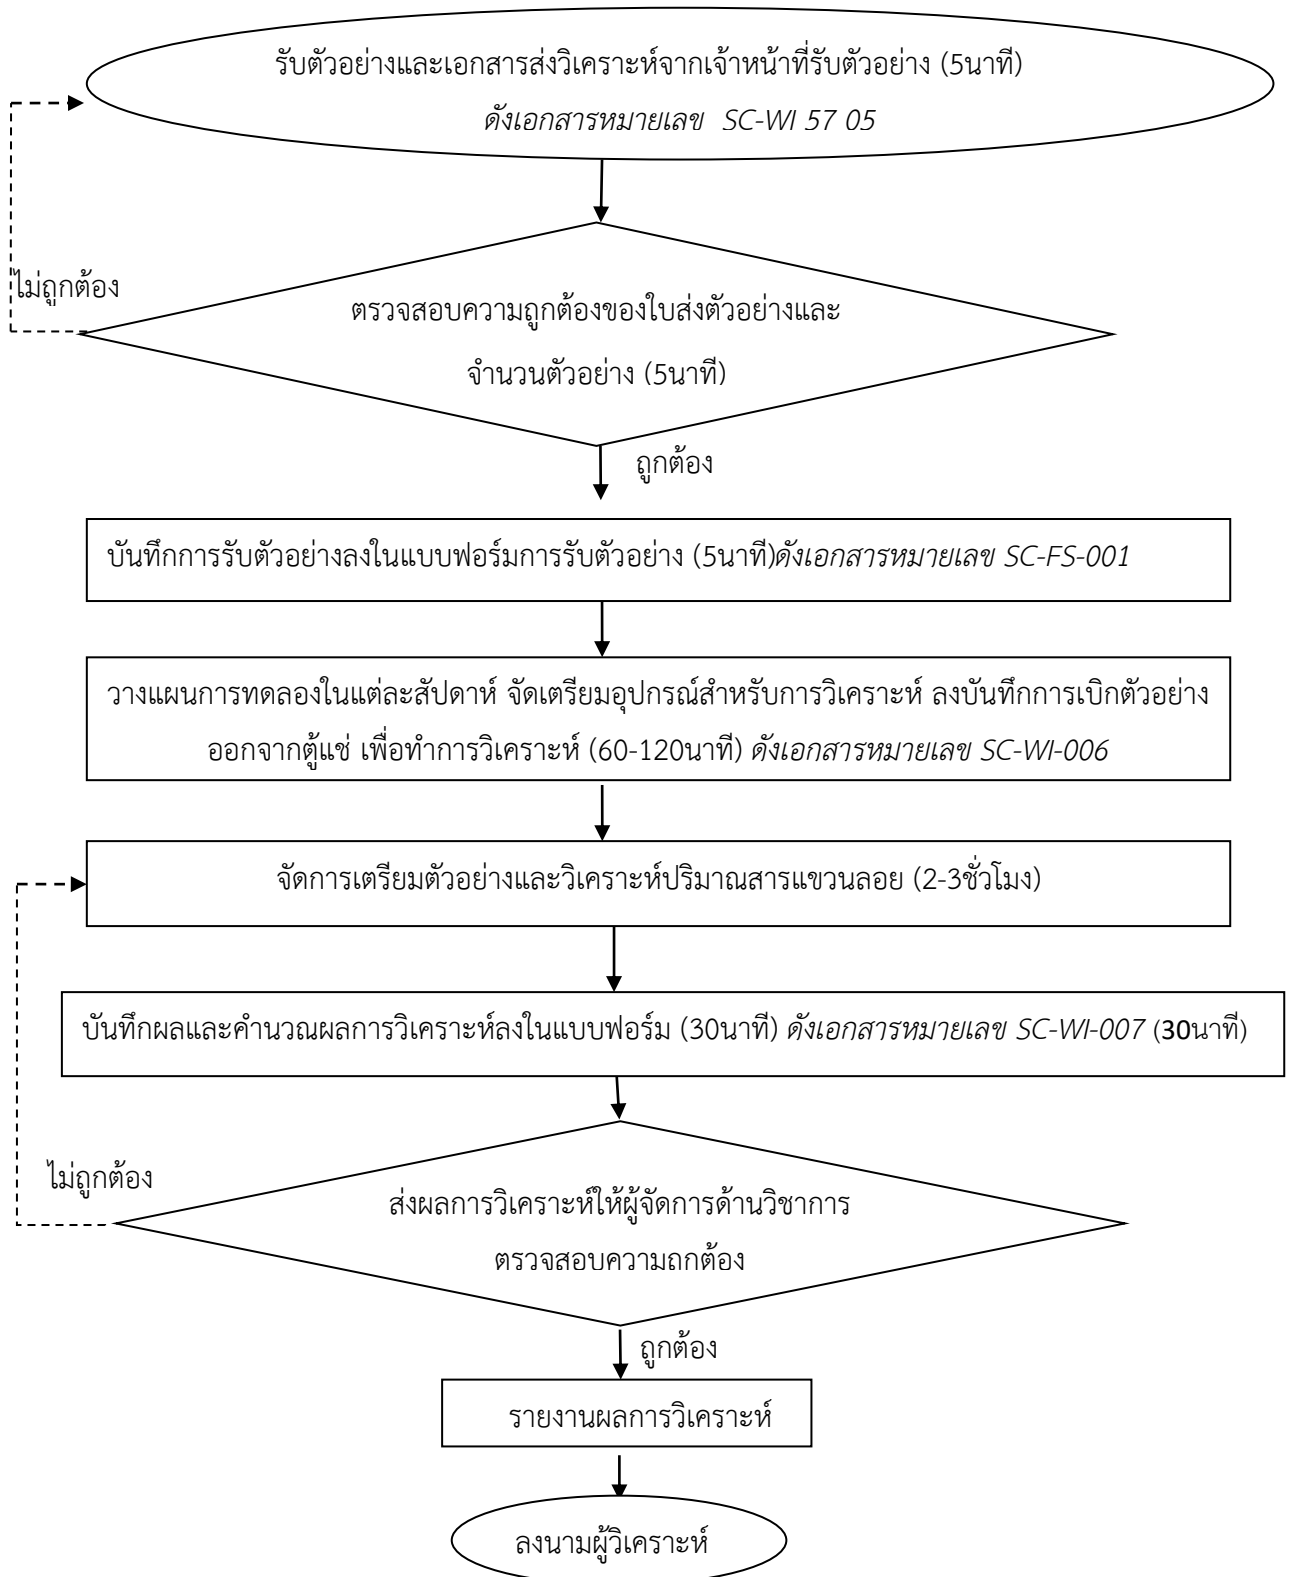 รับตัวอย่างและเอกสารส่งวิเคราะห์จากเจ้าหน้าที่รับตัวอย่าง (5นาที)
ดังเอกสารหมายเลข SC-WI 57 05
ไม่ถูกต้อง
ตรวจสอบความถูกต้องของใบส่งตัวอย่างและ
จำนวนตัวอย่าง (5นาที)
ถูกต้อง
บันทึกการรับตัวอย่างลงในแบบฟอร์มการรับตัวอย่าง (5นาที)ดังเอกสารหมายเลข SC-FS-001
วางแผนการทดลองในแต่ละสัปดาห์ จัดเตรียมอุปกรณ์สำหรับการวิเคราะห์ ลงบันทึกการเบิกตัวอย่าง
ออกจากตู้แช่ เพื่อทำการวิเคราะห์ (60-120นาที) ดังเอกสารหมายเลข SC-WI-006
จัดการเตรียมตัวอย่างและวิเคราะห์ปริมาณสารแขวนลอย (2-3ชั่วโมง)
บันทึกผลและคำนวณผลการวิเคราะห์ลงในแบบฟอร์ม (30นาที) ดังเอกสารหมายเลข SC-WI-007 (30นาที)
ไม่ถูกต้อง
ส่งผลการวิเคราะห์ให้ผู้จัดการด้านวิชาการ
ตรวจสอบความถูกต้อง
ถูกต้อง
รายงานผลการวิเคราะห์
ลงนามผู้วิเคราะห์